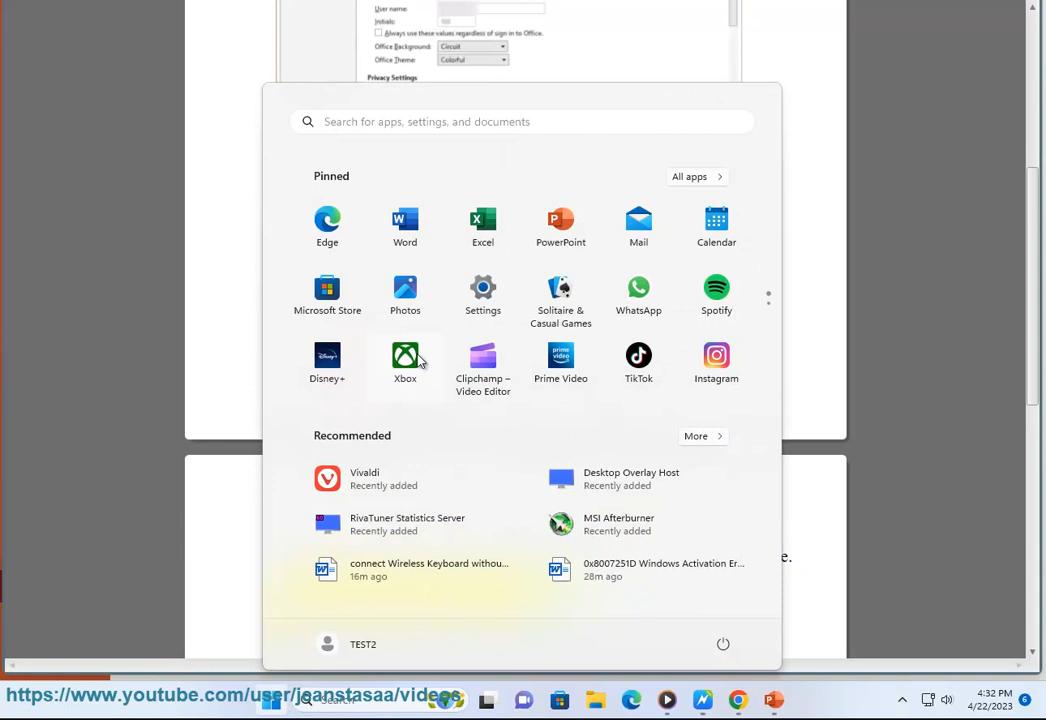 User name:
Initials:
Always use these values regardless of sign in to Office.
Office Background: Circuit
Office Theme: Colorful
Privacy Settings
Search for apps, settings, and documents
Pinned
All apps
Edge
Word
Excel
PowerPoint
Mail
Calendar
Microsoft Store
Photos
Settings
Solitaire & Casual Games
WhatsApp
Spotify
Disney+
Xbox
Clipchamp – Video Editor
prime video
Prime Video
TikTok
Instagram
Recommended
More
Vivaldi
Recently added
Desktop Overlay Host
Recently added
RivaTuner Statistics Server
Recently added
MSI Afterburner
Recently added
connect Wireless Keyboard withou...
16m ago
0x8007251D Windows Activation Er...
28m ago
e.
TEST2
https://www.youtube.com/user/jeanstasaa/videos
Search
4:32 PM
4/22/2023
6